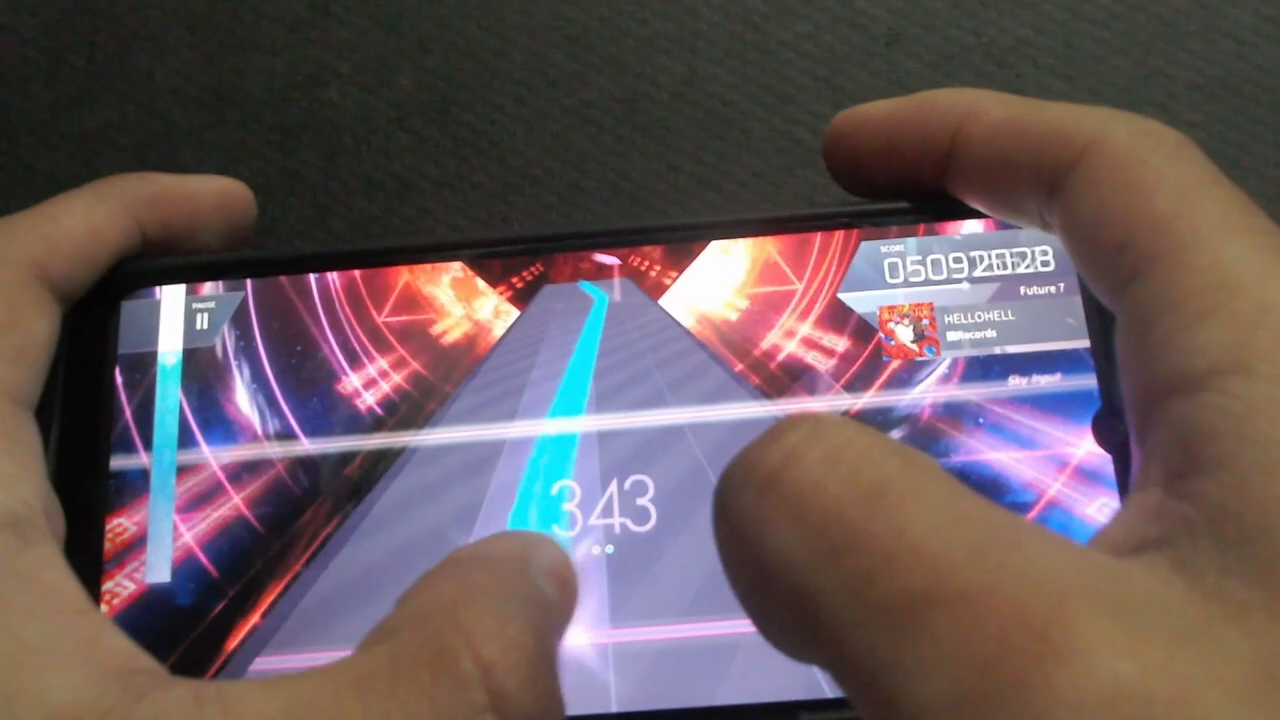 PAUSE
SCORE
Future 7
HELLOHELL
Records
Sky Input
343